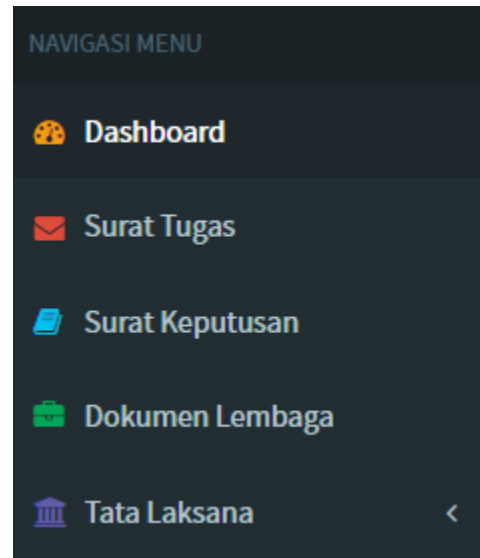 NAVIGASI MENU
Dashboard
Surat Tugas
Surat Keputusan
Dokumen Lembaga
Tata Laksana